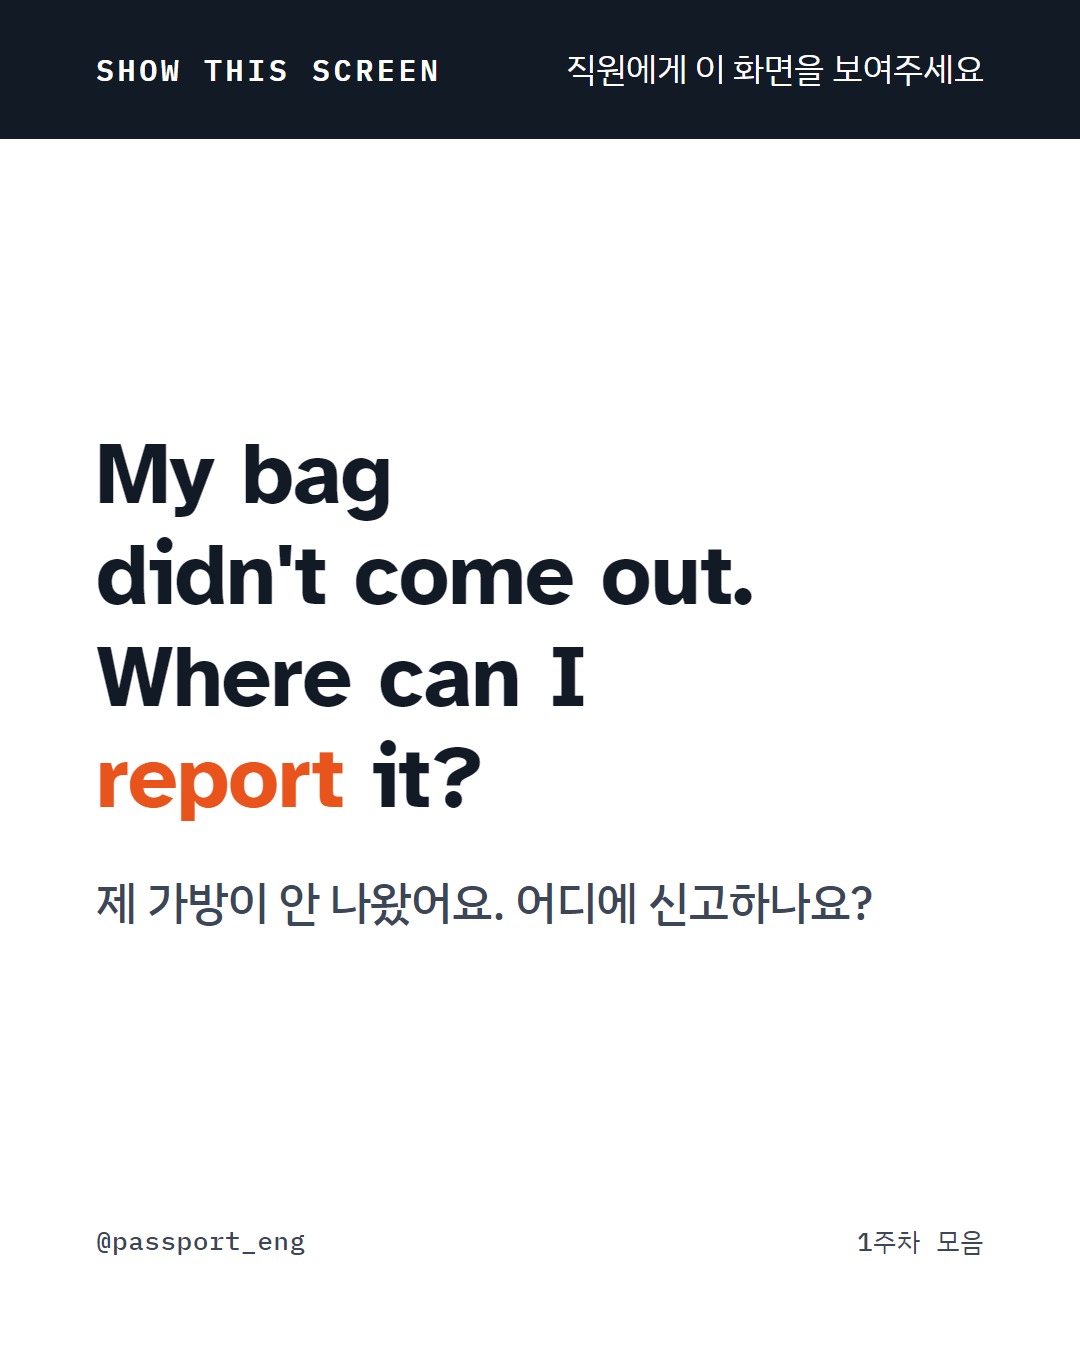 SHOW THIS SCREEN
직원에게 이 화면을 보여주세요
My bag
didn't come out.
Where can I
report it?
제 가방이 안 나왔어요. 어디에 신고하나요?
@passport_eng
1주차 모음